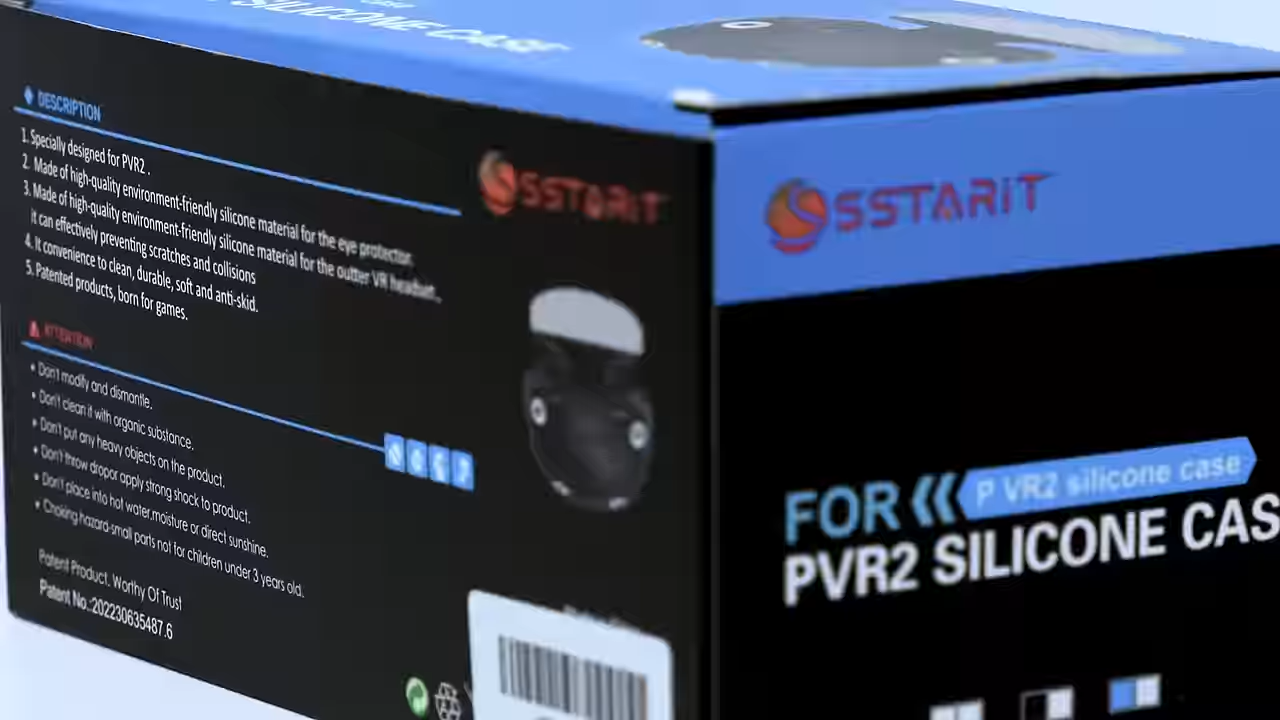 SILICONE CASE
DESCRIPTION
1. Specially designed for PVR2 .
2. Made of high-quality environment-friendly silicone material for the eye protector.
3. Made of high-quality environment-friendly silicone material for the outter VR headset.
it can effectively preventing scratches and collisions
4. It convenience to clean, durable, soft and anti-skid.
5. Patented products, born for games.
ATTENTION
• Don't modify and dismantle.
• Don't clean it with organic substance.
• Don't put any heavy objects on the product.
• Don't throw dropor apply strong shock to product.
• Don't place into hot water,moisture or direct sunshine.
• Choking hazard-small parts not for children under 3 years old.
Patent Product. Worthy Of Trust
Patent No.:202230635487.6
SSTARiT
SSTARiT
FOR
P VR2 silicone case
PVR2 SILICONE CAS